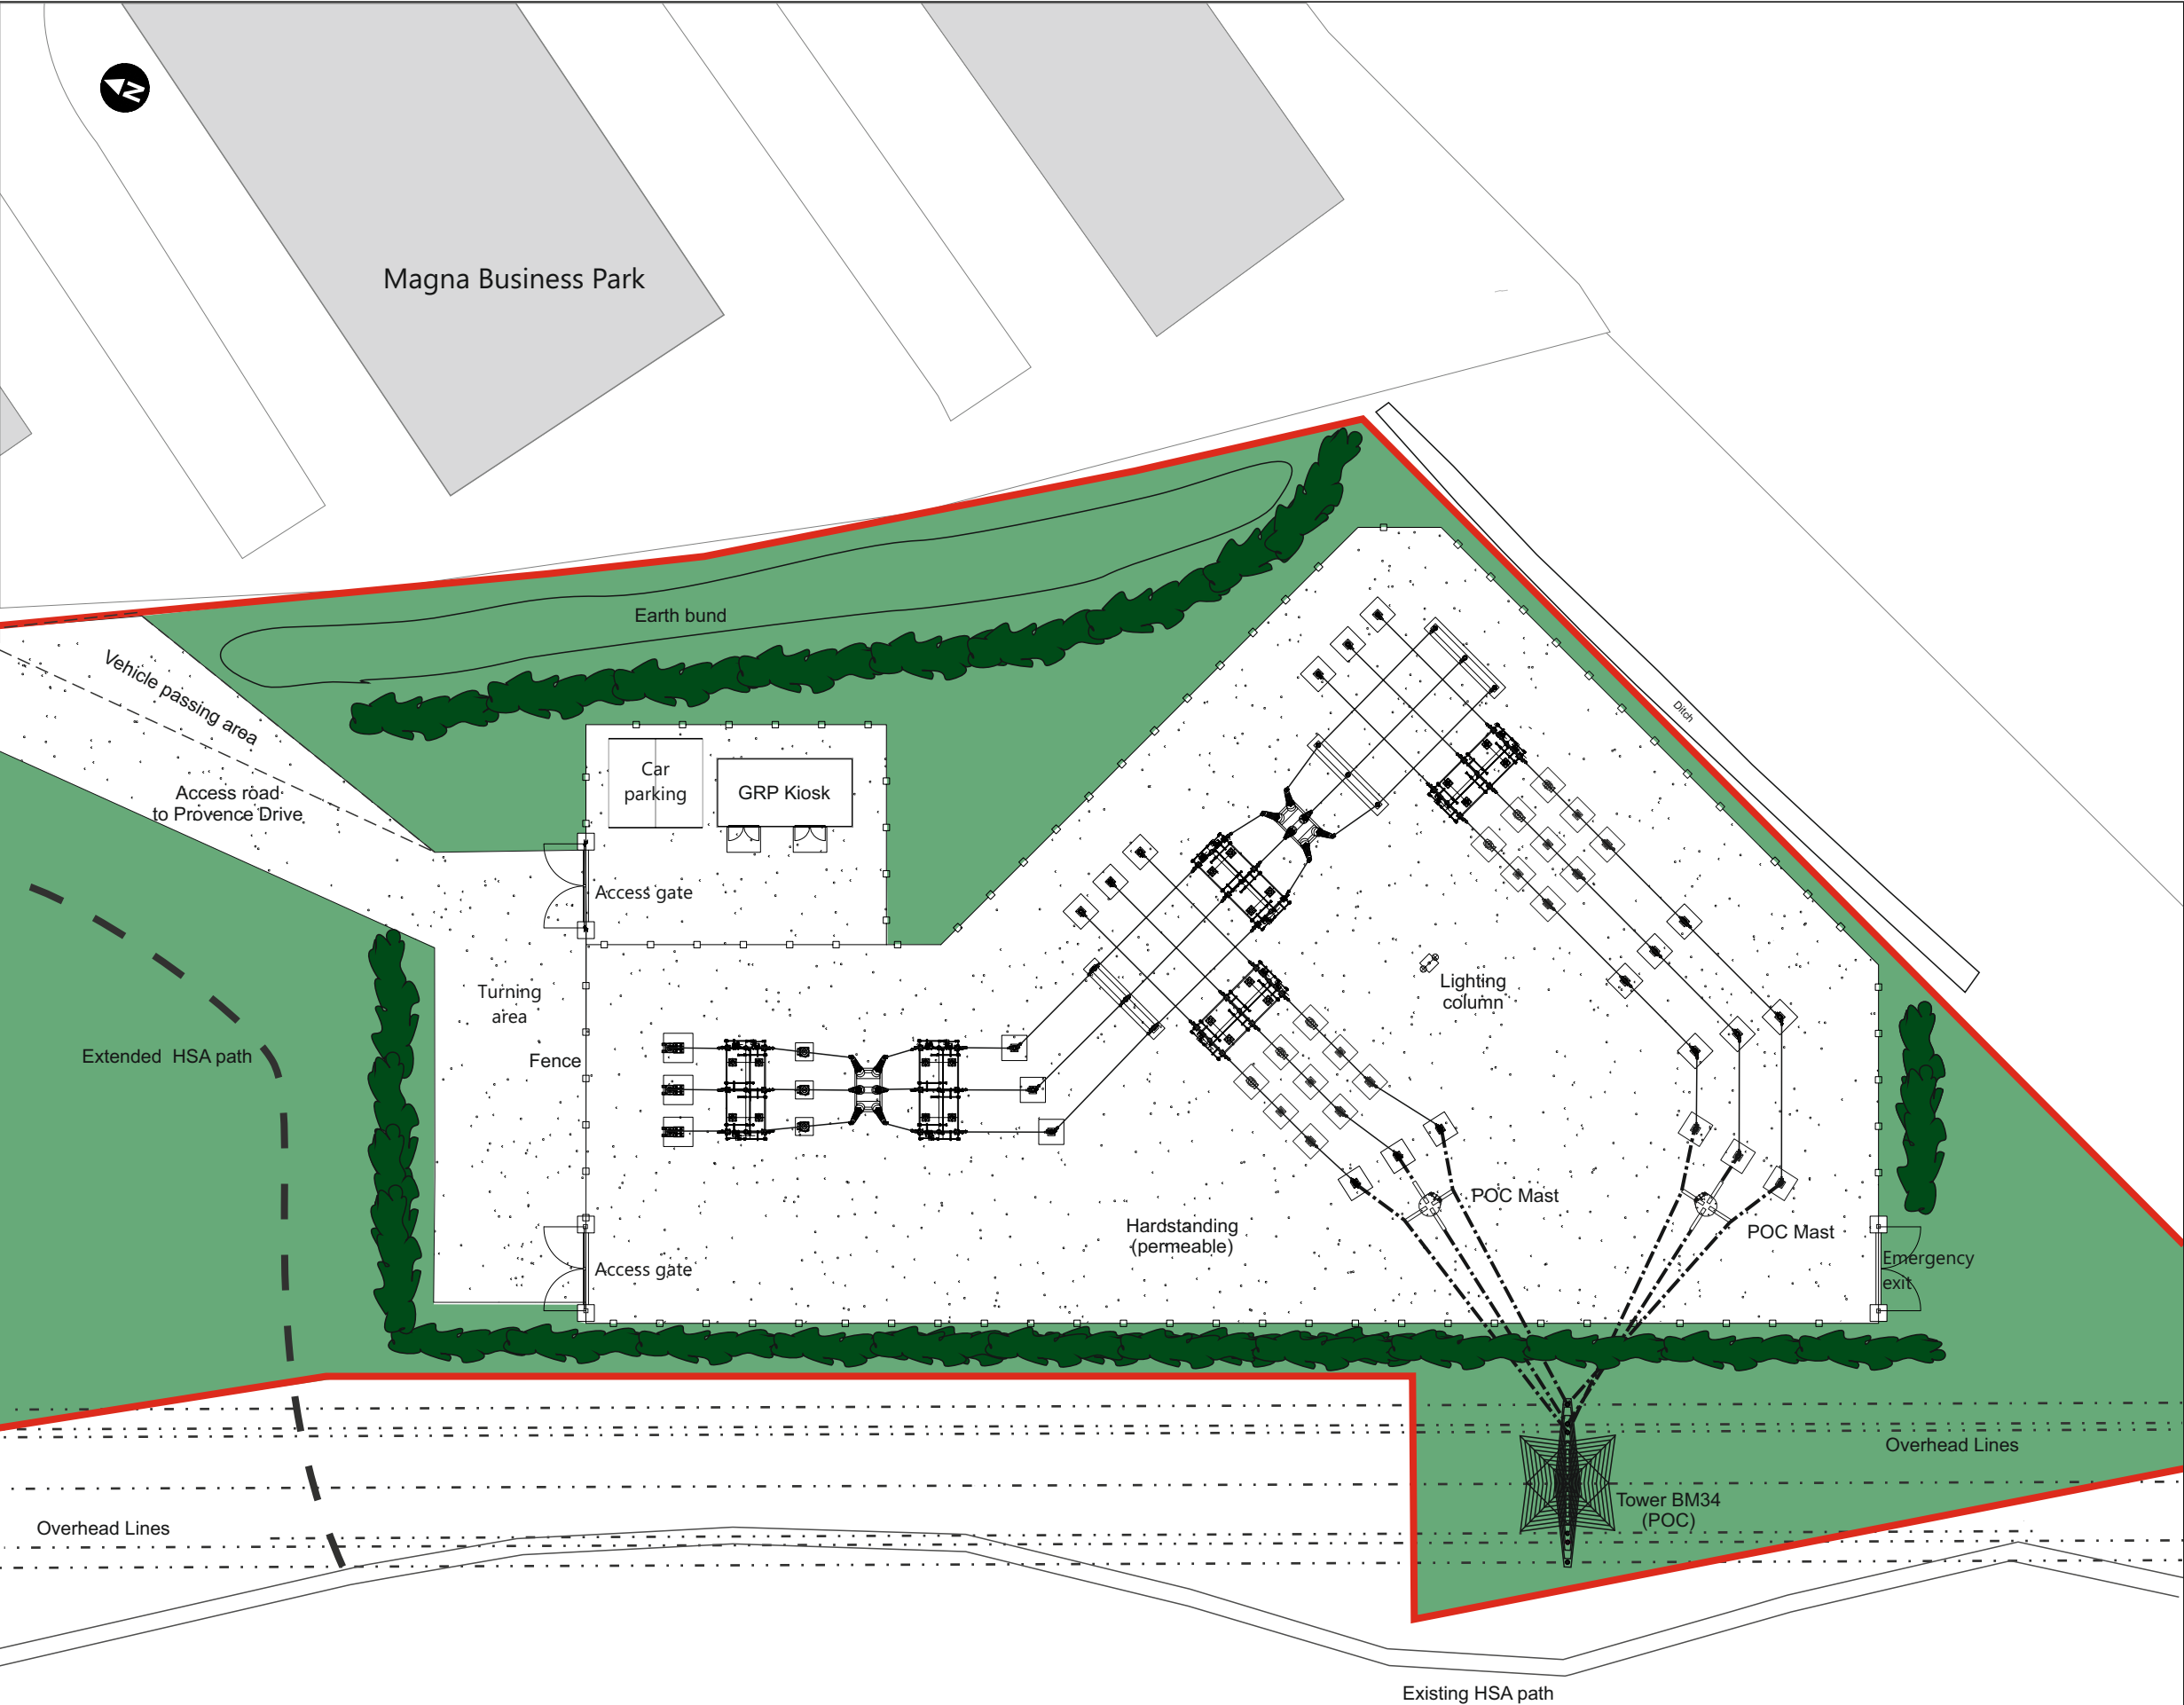 N
Magna Business Park
Earth bund
Vehicle passing area
Ditch
Car
parking
GRP Kiosk
Access road
to Provence Drive
Access gate
Turning
area
Lighting
column
Extended HSA path
Fence
POC Mast
Hardstanding
(permeable)
POC Mast
Emergency
exit
Access gate
Overhead Lines
Tower BM34
(POC)
Overhead Lines
Existing HSA path